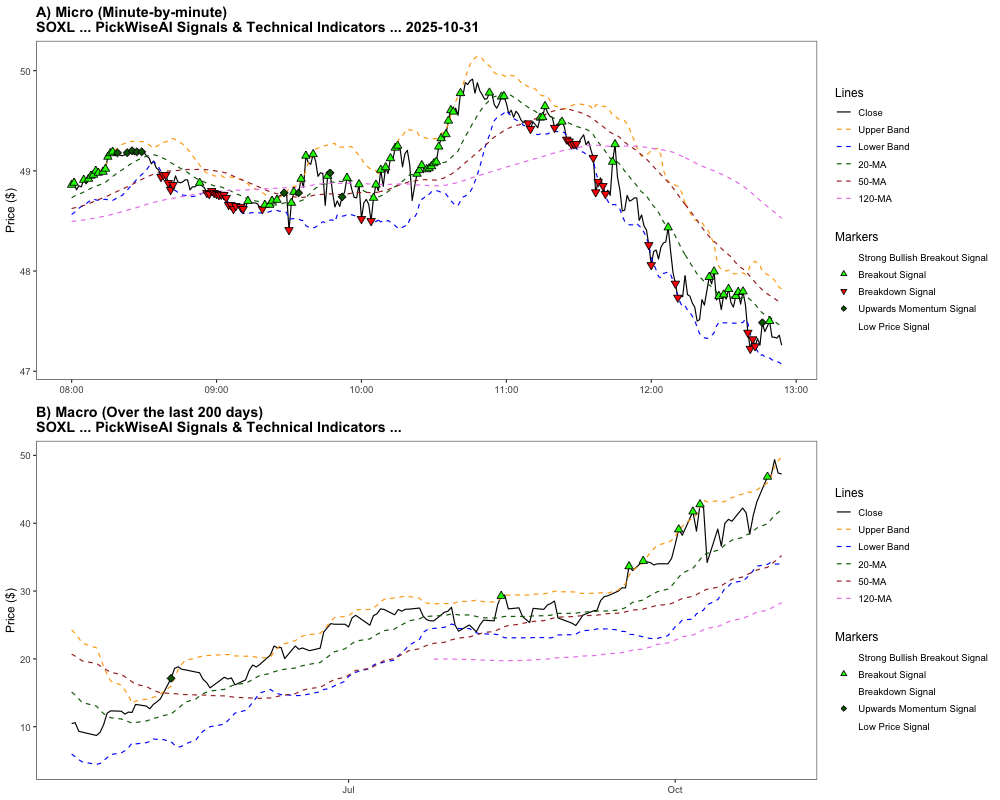 A) Micro (Minute-by-minute)
SOXL ... PickWiseAI Signals & Technical Indicators ... 2025-10-31
Price ($)
50
49
48
47
08:00
09:00
10:00
11:00
12:00
13:00
Lines
Close
Upper Band
Lower Band
20-MA
50-MA
120-MA
Markers
Strong Bullish Breakout Signal
Breakout Signal
Breakdown Signal
Upwards Momentum Signal
Low Price Signal
B) Macro (Over the last 200 days)
SOXL ... PickWiseAI Signals & Technical Indicators ...
Price ($)
50
40
30
20
10
Jul
Oct
Lines
Close
Upper Band
Lower Band
20-MA
50-MA
120-MA
Markers
Strong Bullish Breakout Signal
Breakout Signal
Breakdown Signal
Upwards Momentum Signal
Low Price Signal